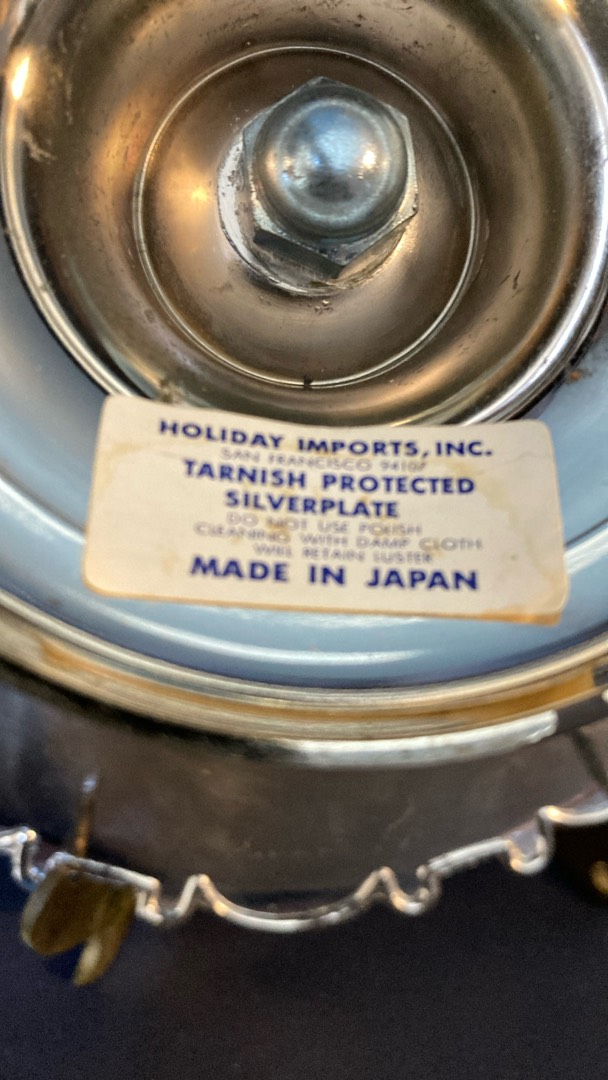 HOLIDAY IMPORTS, INC.
SAN FRANCISCO 94107
TARNISH PROTECTED
SILVERPLATE
DO NOT USE POLISH
CLEANING WITH DAMP CLOTH
WILL RETAIN LUSTER
MADE IN JAPAN